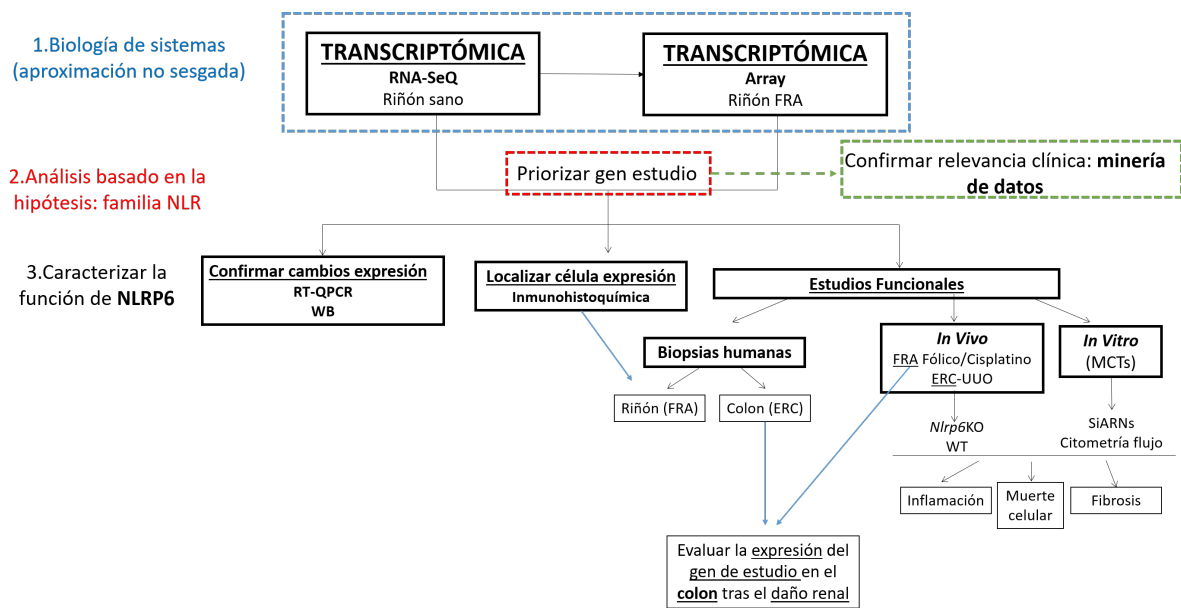 1.Biología de sistemas
(aproximación no sesgada)
TRANSCRIPTÓMICA
RNA-SeQ
Riñón sano
TRANSCRIPTÓMICA
Array
Riñón FRA
2.Análisis basado en la
hipótesis: familia NLR
Priorizar gen estudio
Confirmar relevancia clínica: minería
de datos
3.Caracterizar la
función de NLRP6
Confirmar cambios expresión
RT-QPCR
WB
Localizar célula expresión
Inmunohistoquímica
Estudios Funcionales
Biopsias humanas
Riñón (FRA)
Colon (ERC)
In Vivo
FRA Fólico/Cisplatino
ERC-UUO
In Vitro
(MCTs)
Nlrp6KO
WT
SiARNs
Citometría flujo
Inflamación
Muerte
celular
Fibrosis
Evaluar la expresión del
gen de estudio en el
colon tras el daño renal